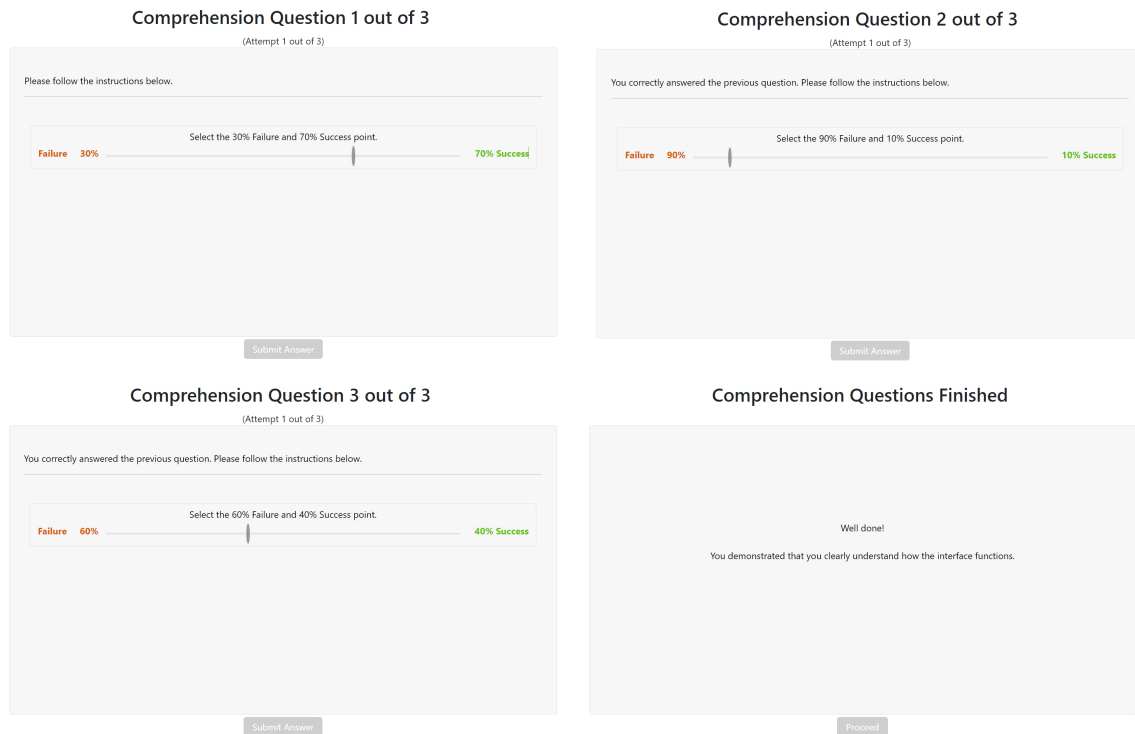 Comprehension Question 1 out of 3
(Attempt 1 out of 3)
Please follow the instructions below.
Select the 30% Failure and 70% Success point.
Failure 30% 70% Success
Submit Answer
Comprehension Question 2 out of 3
(Attempt 1 out of 3)
You correctly answered the previous question. Please follow the instructions below.
Select the 90% Failure and 10% Success point.
Failure 90% 10% Success
Submit Answer
Comprehension Question 3 out of 3
(Attempt 1 out of 3)
You correctly answered the previous question. Please follow the instructions below.
Select the 60% Failure and 40% Success point.
Failure 60% 40% Success
Submit Answer
Comprehension Questions Finished
Well done!
You demonstrated that you clearly understand how the interface functions.
Proceed